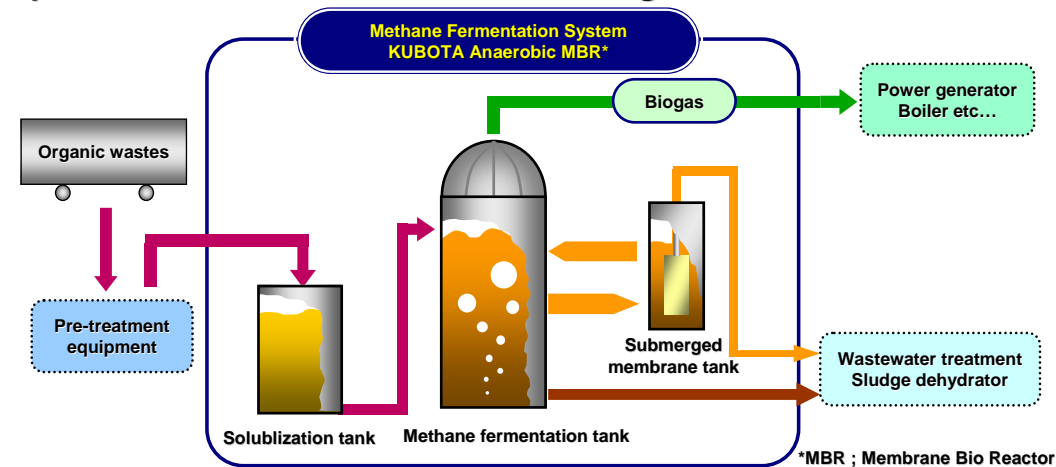 Methane Fermentation System
KUBOTA Anaerobic MBR*
Biogas
Power generator
Boiler etc…
Organic wastes
Pre-treatment
equipment
Submerged
membrane tank
Wastewater treatment
Sludge dehydrator
Solublization tank
Methane fermentation tank
*MBR ; Membrane Bio Reactor